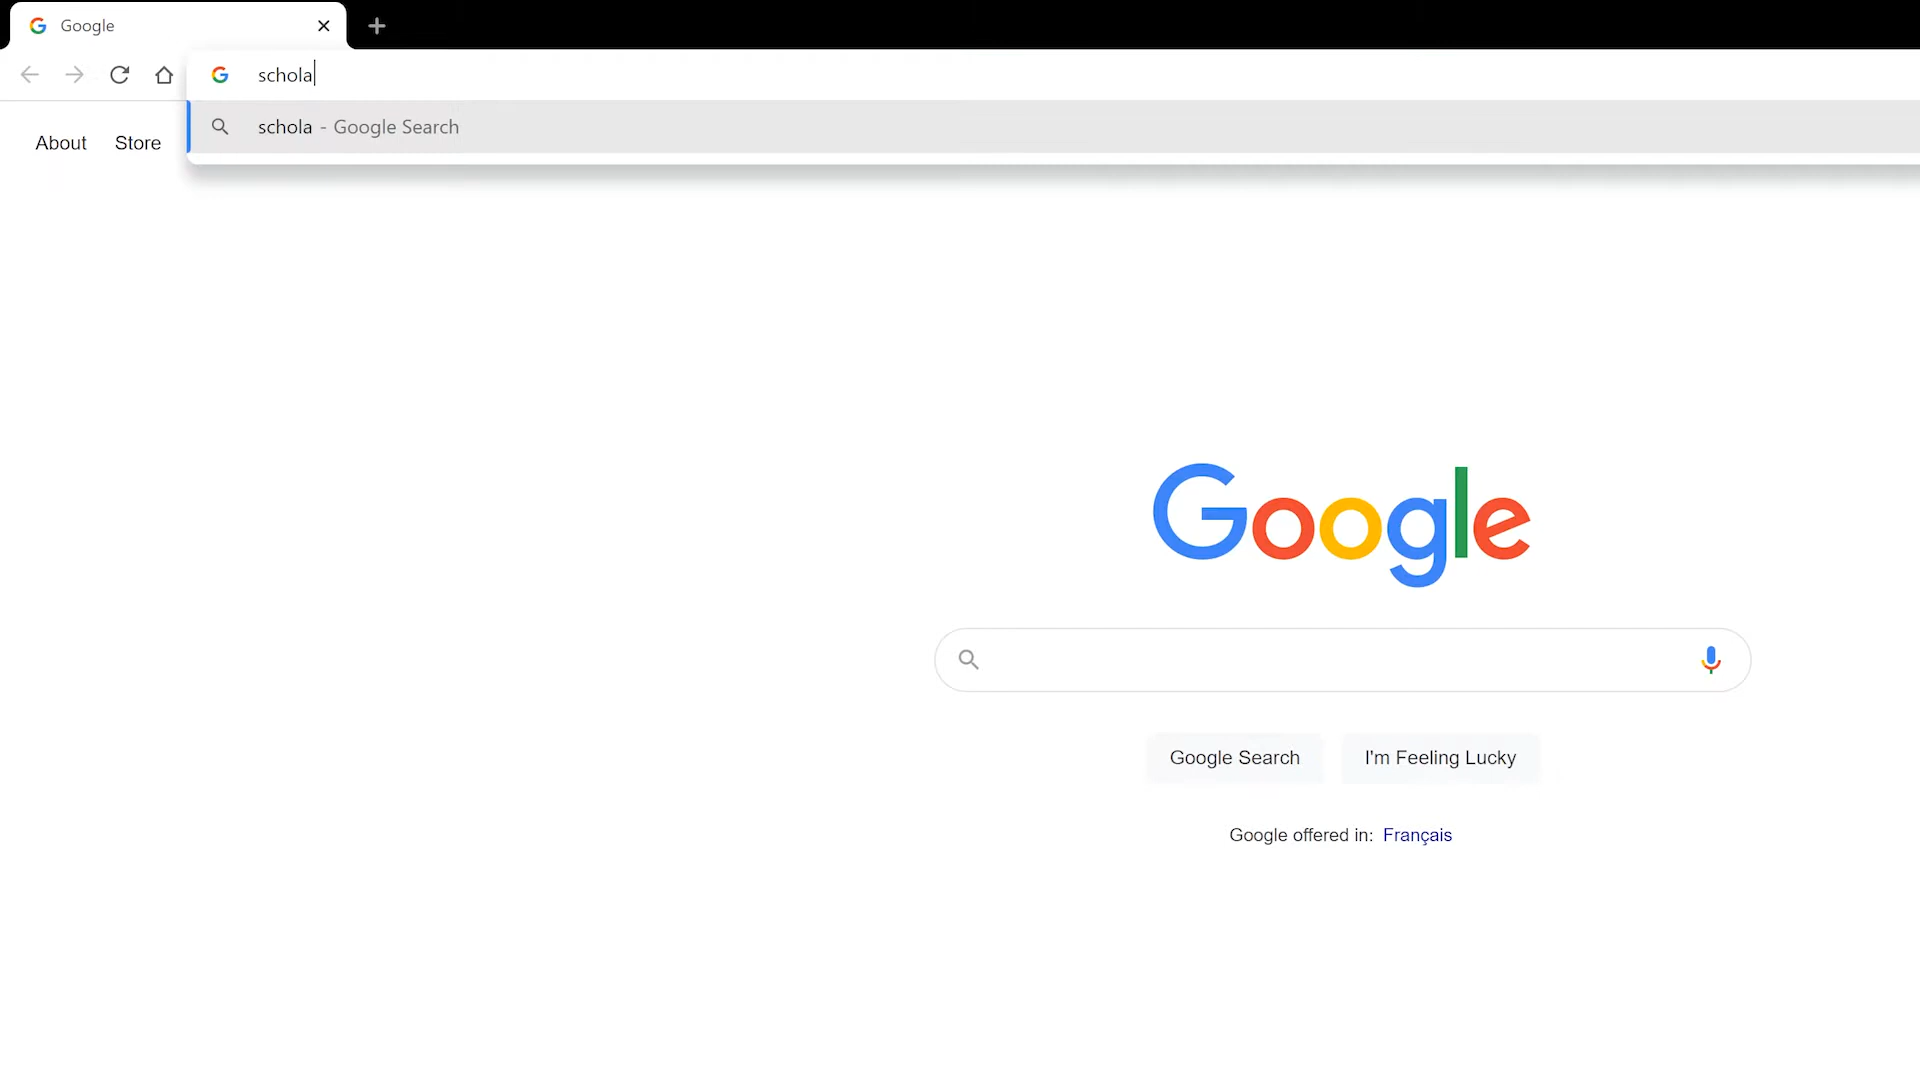 Google
schola
schola - Google Search
About Store
Google
Google Search I'm Feeling Lucky
Google offered in: Français